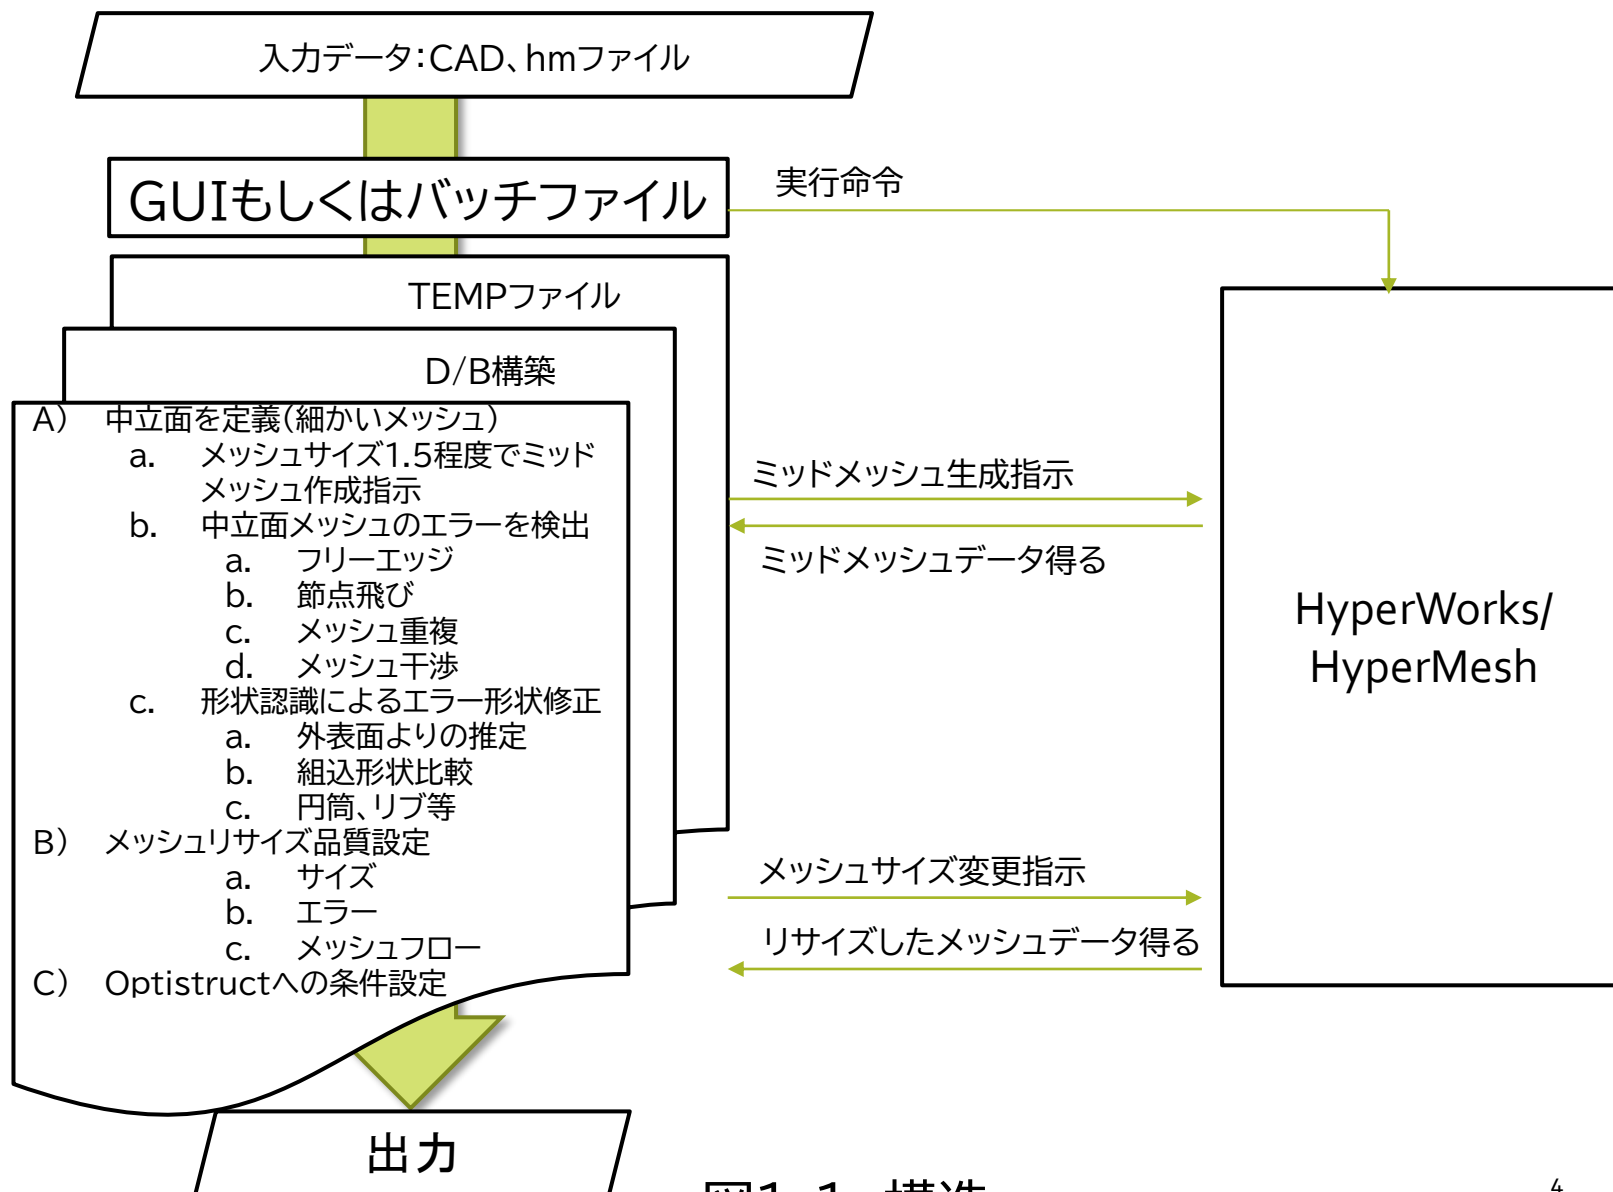 入力データ：CAD、hmファイル
GUIもしくはバッチファイル
実行命令
TEMPファイル
D/B構築
A） 中立面を定義（細かいメッシュ）
a. メッシュサイズ1.5程度でミッド
メッシュ作成指示
b. 中立面メッシュのエラーを検出
a. フリーエッジ
b. 節点飛び
c. メッシュ重複
d. メッシュ干渉
c. 形状認識によるエラー形状修正
a. 外表面よりの推定
b. 組込形状比較
c. 円筒、リブ等
B） メッシュリサイズ品質設定
a. サイズ
b. エラー
c. メッシュフロー
C） Optistructへの条件設定
ミッドメッシュ生成指示
ミッドメッシュデータ得る
メッシュサイズ変更指示
リサイズしたメッシュデータ得る
HyperWorks/
HyperMesh
出力
図1-1 構造
4